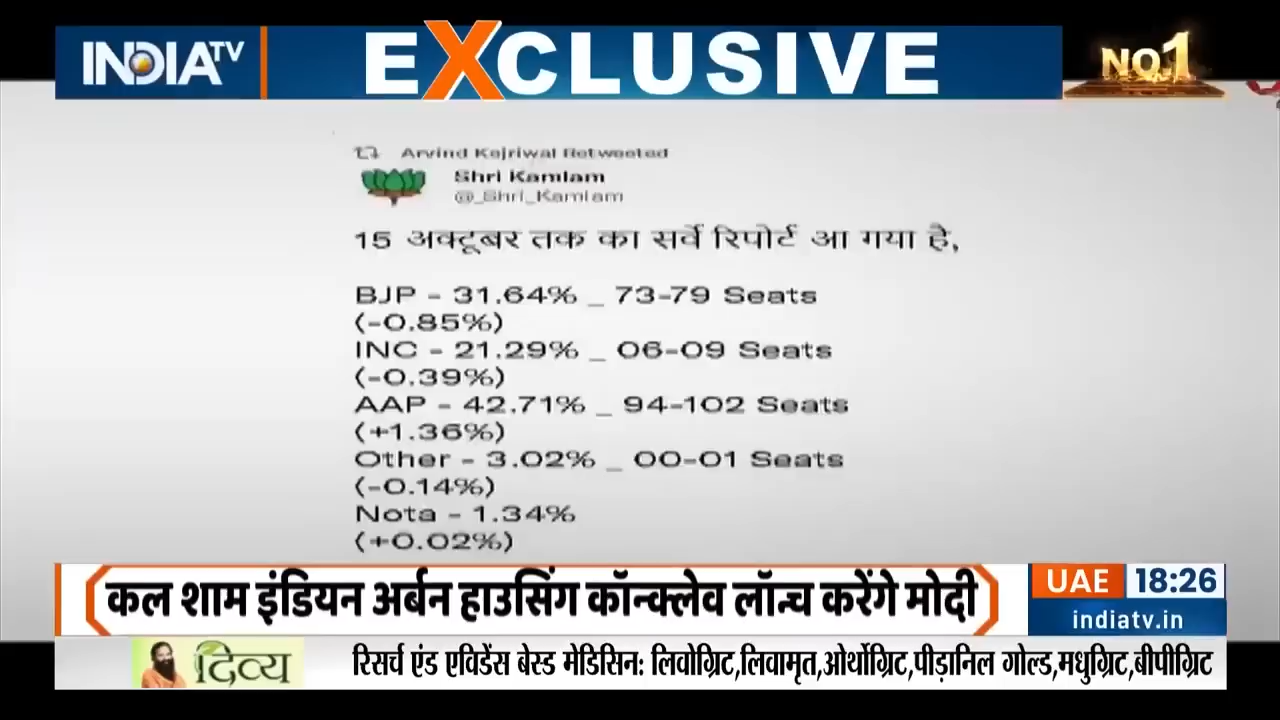 INDIA TV
EXCLUSIVE
NO.1
Arvind Kejriwal Retweeted
Shri Kamlam
@_Shri_Kamlam
15 अक्टूबर तक का सर्वे रिपोर्ट आ गया है,
BJP - 31.64% _ 73-79 Seats
(-0.85%)
INC - 21.29% _ 06-09 Seats
(-0.39%)
AAP - 42.71% _ 94-102 Seats
(+1.36%)
Other - 3.02% _ 00-01 Seats
(-0.14%)
Nota - 1.34%
(+0.02%)
कल शाम इंडियन अर्बन हाउसिंग कॉन्क्लेव लॉन्च करेंगे मोदी
UAE 18:26
indiatv.in
दिव्य
रिसर्च एंड एविडेंस बेस्ड मेडिसिन: लिवोग्रिट,लिवामृत,ओर्थोग्रिट,पीड़ानिल गोल्ड,मधुग्रिट,बीपीग्रिट